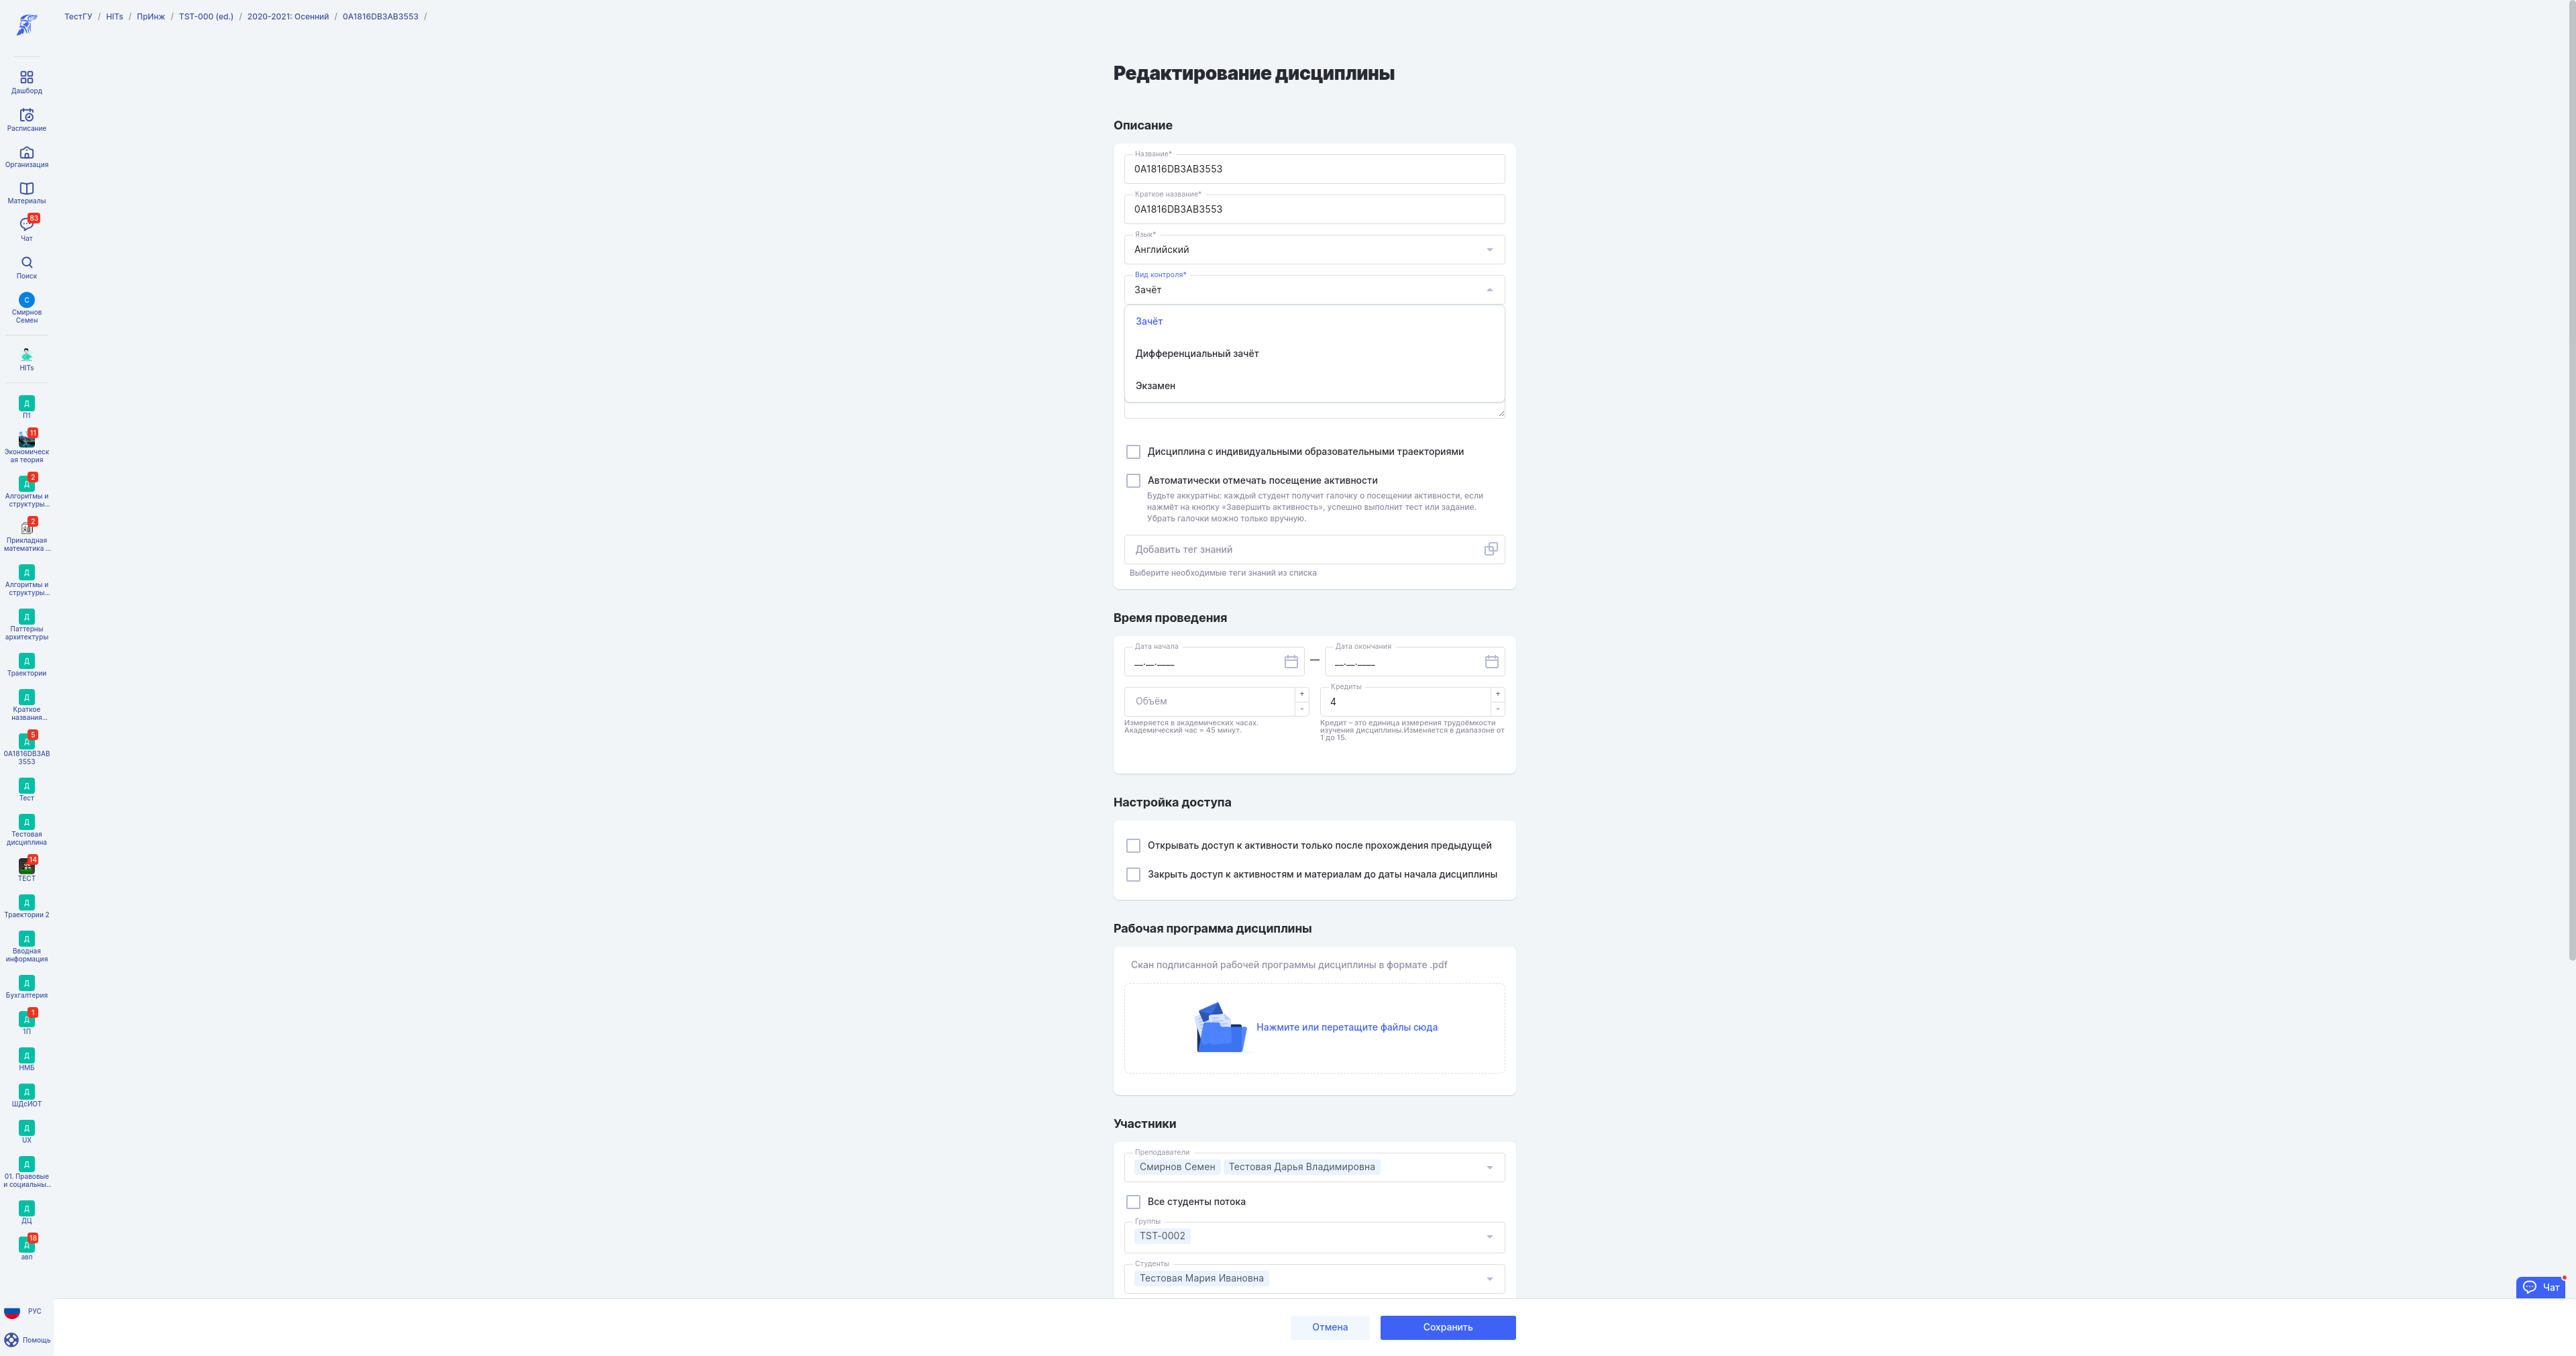 ТестГУ / HITs / ПрИнж / TST-000 (ed.) / 2020-2021: Осенний / 0A1816DB3AB3553 /
Дашборд
Расписание
Организация
Материалы
83
Чат
Поиск
С
Смирнов
Семен
HITs
Д
П1
11
Экономическ
ая теория
2
Д
Алгоритмы и
структуры...
2
Прикладная
математика ...
Д
Алгоритмы и
структуры...
Д
Паттерны
архитектуры
Д
Траектории
Д
Краткое
названия...
5
Д
0A1816DB3AB
3553
Д
Тест
Д
Тестовая
дисциплина
14
ТЕСТ
Д
Траектории 2
Д
Вводная
информация
Д
Бухгалтерия
1
Д
1П
Д
НМБ
Д
ШДсИОТ
Д
UX
Д
01. Правовые
и социальны...
Д
ДЦ
18
Д
авп
РУС
Помощь
Редактирование дисциплины
Описание
Название*
0A1816DB3AB3553
Краткое название*
0A1816DB3AB3553
Язык*
Английский
Вид контроля*
Зачёт
Зачёт
Дифференциальный зачёт
Экзамен
Дисциплина с индивидуальными образовательными траекториями
Автоматически отмечать посещение активности
Будьте аккуратны: каждый студент получит галочку о посещении активности, если
нажмёт на кнопку «Завершить активность», успешно выполнит тест или задание.
Убрать галочки можно только вручную.
Добавить тег знаний
Выберите необходимые теги знаний из списка
Время проведения
Дата начала
__.__.____
—
Дата окончания
__.__.____
Объём
+
-
Кредиты
4
+
-
Измеряется в академических часах.
Академический час = 45 минут.
Кредит – это единица измерения трудоёмкости
изучения дисциплины.Изменяется в диапазоне от
1 до 15.
Настройка доступа
Открывать доступ к активности только после прохождения предыдущей
Закрыть доступ к активностям и материалам до даты начала дисциплины
Рабочая программа дисциплины
Скан подписанной рабочей программы дисциплины в формате .pdf
Нажмите или перетащите файлы сюда
Участники
Преподаватели
Смирнов Семен Тестовая Дарья Владимировна
Все студенты потока
Группы
TST-0002
Студенты
Тестовая Мария Ивановна
Отмена
Сохранить
Чат